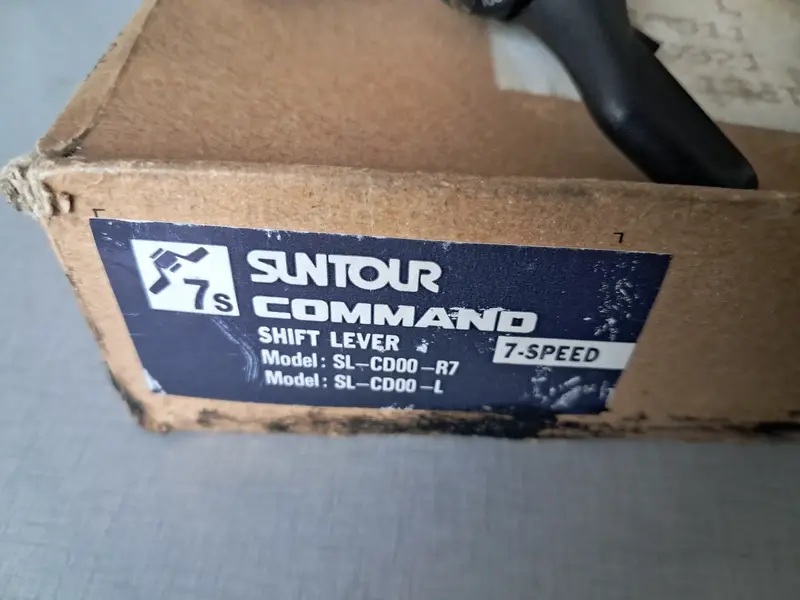 7s
SUNTOUR
COMMAND
SHIFT LEVER
7-SPEED
Model: SL-CD00-R7
Model: SL-CD00-L